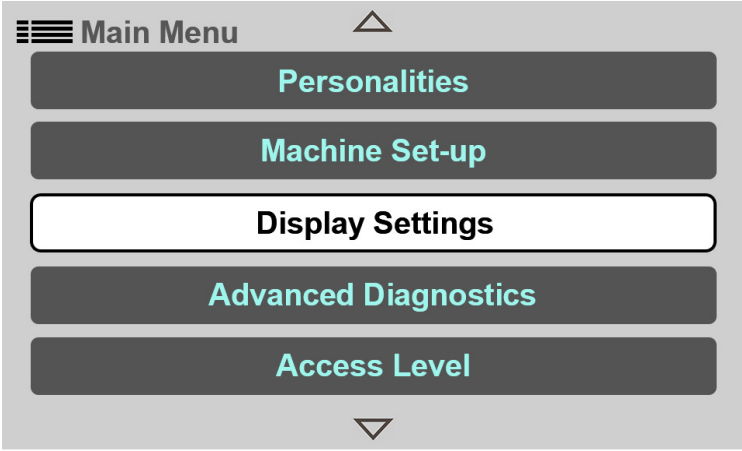 Main Menu
Personalities
Machine Set-up
Display Settings
Advanced Diagnostics
Access Level